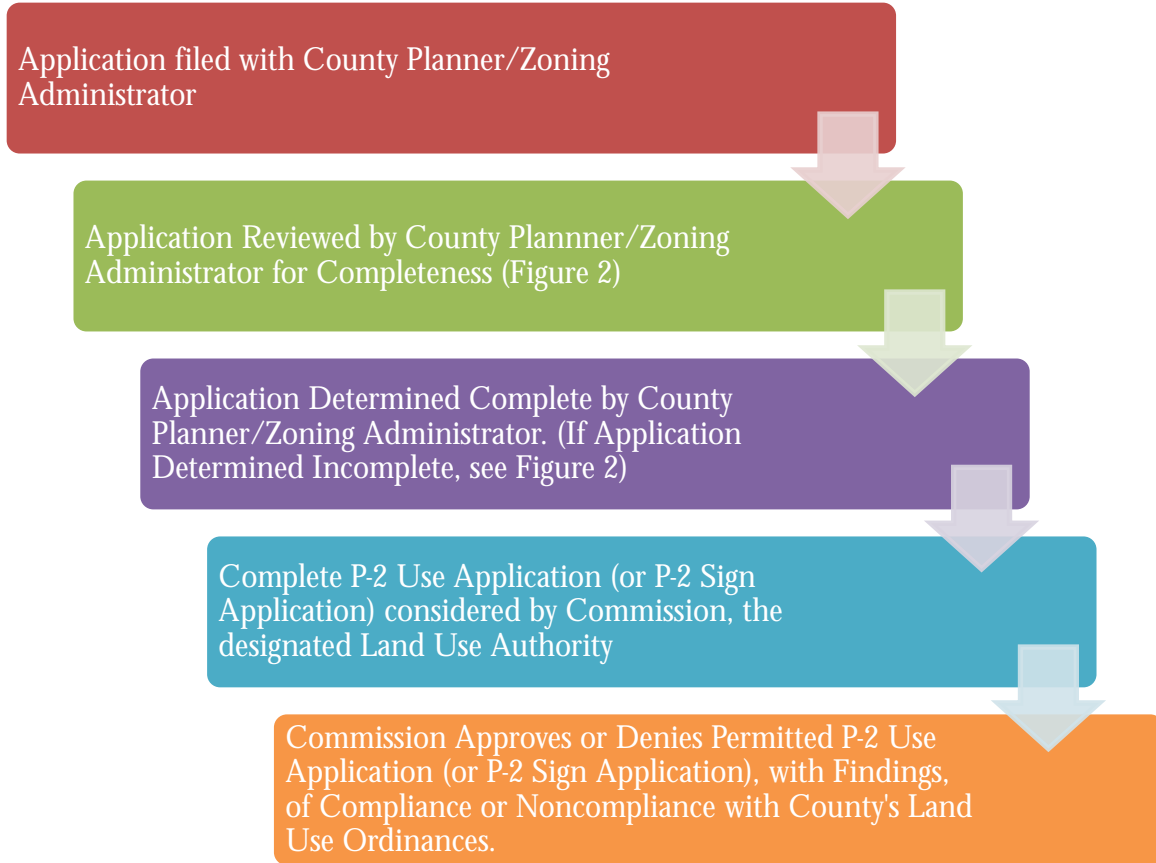 Application filed with County Planner/Zoning
Administrator
Application Reviewed by County Plannner/Zoning
Administrator for Completeness (Figure 2)
Application Determined Complete by County
Planner/Zoning Administrator. (If Application
Determined Incomplete, see Figure 2)
Complete P-2 Use Application (or P-2 Sign
Application) considered by Commission, the
designated Land Use Authority
Commission Approves or Denies Permitted P-2 Use
Application (or P-2 Sign Application), with Findings,
of Compliance or Noncompliance with County's Land
Use Ordinances.